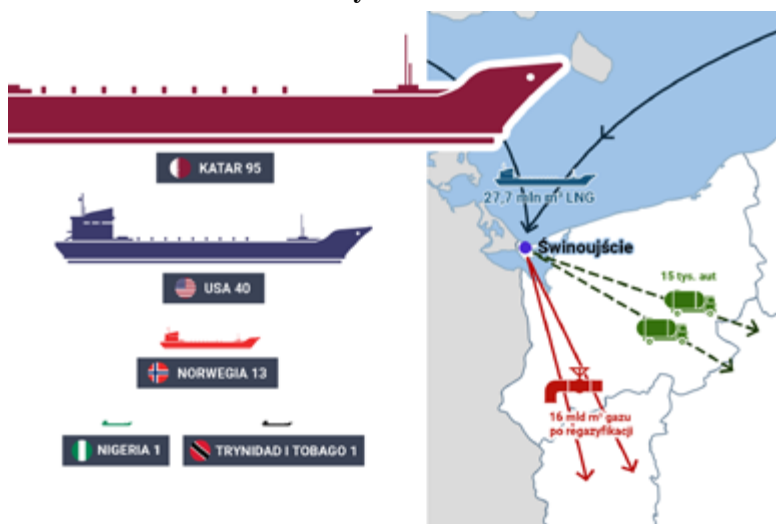 KATAR 95
27,7 mln m³ LNG
Świnoujście
USA 40
15 tys. aut
NORWEGIA 13
16 mld m³ gazu
po regazyfikacji
NIGERIA 1
TRYNIDAD I TOBAGO 1